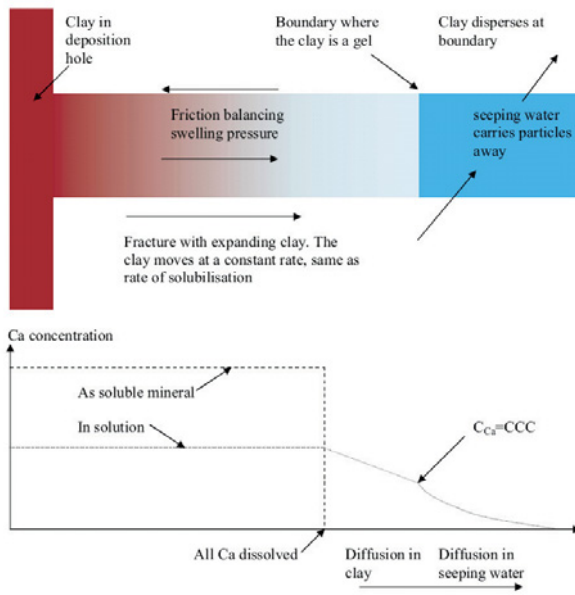 Clay in
deposition
hole
Boundary where
the clay is a gel
Clay disperses at
boundary
Friction balancing
swelling pressure
seeping water
carries particles
away
Fracture with expanding clay. The
clay moves at a constant rate, same as
rate of solubilisation
Ca concentration
As soluble mineral
In solution
C_Ca=CCC
All Ca dissolved
Diffusion in
clay
Diffusion in
seeping water